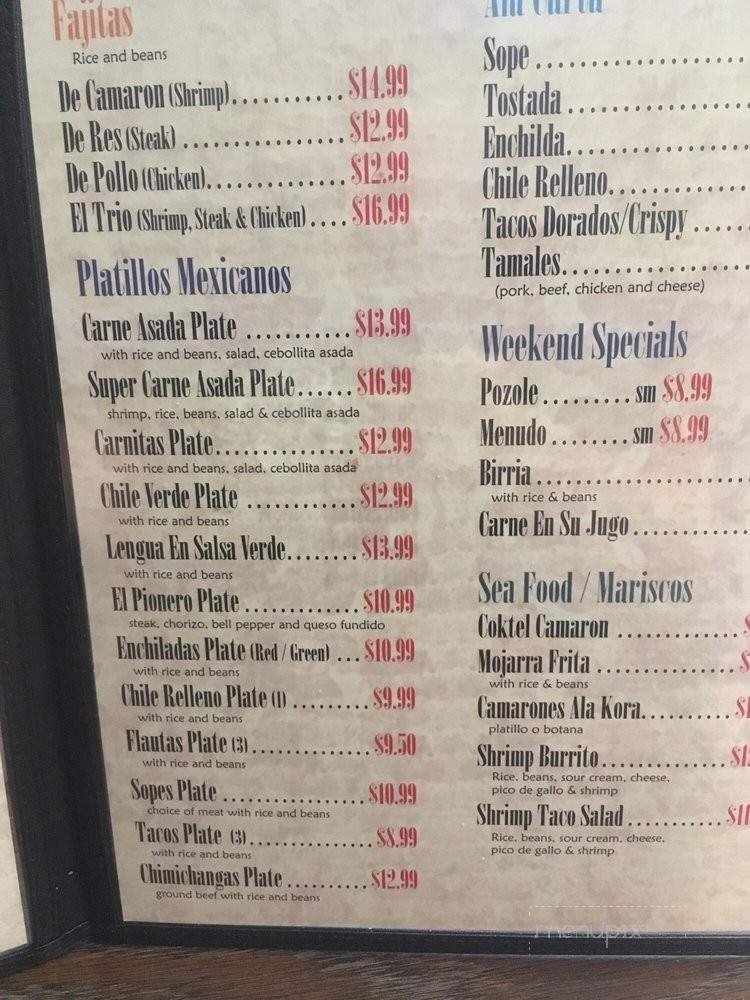 Fajitas
Rice and beans
De Camaron (Shrimp)........... $14.99
De Res (Steak) ................ $12.99
De Pollo (Chicken)............. $12.99
El Trio (Shrimp, Steak & Chicken) .... $16.99
Platillos Mexicanos
Carne Asada Plate ........... $13.99
with rice and beans, salad, cebollita asada
Super Carne Asada Plate...... $16.99
shrimp, rice, beans, salad & cebollita asada
Carnitas Plate............... $12.99
with rice and beans, salad, cebollita asada
Chile Verde Plate ............ $12.99
with rice and beans
Lengua En Salsa Verde........ $13.99
with rice and beans
El Pionero Plate ............. $10.99
steak, chorizo, bell pepper and queso fundido
Enchiladas Plate (Red / Green) ... $10.99
with rice and beans
Chile Relleno Plate (1) ......... $9.99
with rice and beans
Flautas Plate (3) .............. $9.50
with rice and beans
Sopes Plate .................. $10.99
choice of meat with rice and beans
Tacos Plate (3) ................ $8.99
with rice and beans
Chimichangas Plate .......... $12.99
ground beef with rice and beans
Ala Carta
Sope
Tostada
Enchilda
Chile Relleno
Tacos Dorados/Crispy
Tamales
(pork, beef, chicken and cheese)
Weekend Specials
Pozole ......... sm $8.99
Menudo ........ sm $8.99
Birria
with rice & beans
Carne En Su Jugo
Sea Food / Mariscos
Coktel Camaron ............ $
Mojarra Frita
with rice & beans
Camarones Ala Kora.......... $1
platillo o botana
Shrimp Burrito
Rice, beans, sour cream, cheese,
pico de gallo & shrimp
Shrimp Taco Salad ........... $11
Rice, beans, sour cream, cheese,
pico de gallo & shrimp
menupix